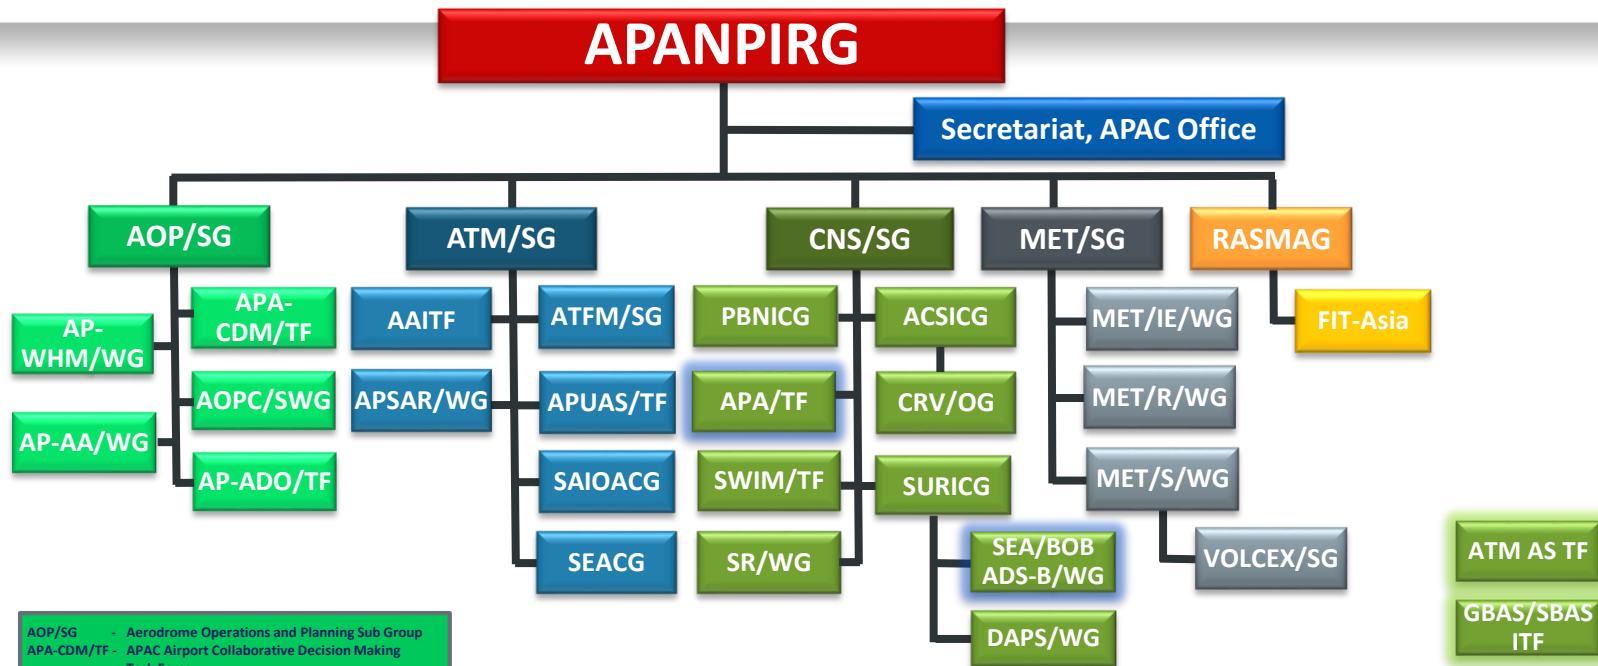 APANPIRG
Secretariat, APAC Office
AOP/SG
ATM/SG
CNS/SG
MET/SG
RASMAG
APA-
CDM/TF
AP-
WHM/WG
AOPC/SWG
AP-AA/WG
AP-ADO/TF
AAITF
ATFM/SG
APSAR/WG
APUAS/TF
SAIOACG
SEACG
PBNICG
ACSICG
APA/TF
CRV/OG
SWIM/TF
SURICG
SR/WG
SEA/BOB
ADS-B/WG
DAPS/WG
MET/IE/WG
MET/R/WG
MET/S/WG
VOLCEX/SG
FIT-Asia
ATM AS TF
GBAS/SBAS
ITF
AOP/SG - Aerodrome Operations and Planning Sub Group
APA-CDM/TF - APAC Airport Collaborative Decision Making